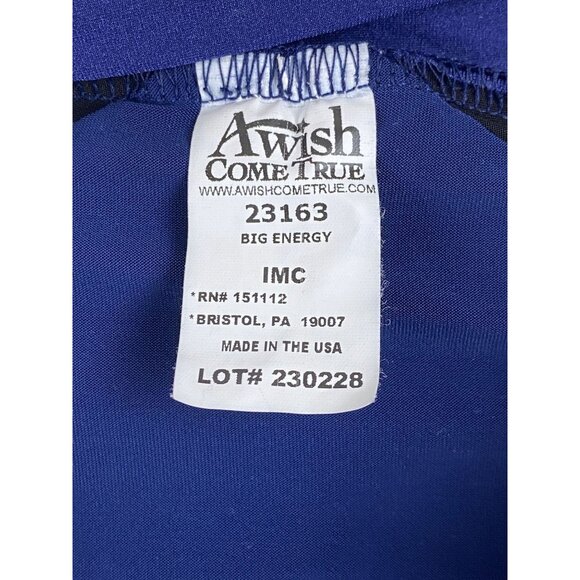 A Wish
COME TRUE
WWW.AWISHCOMETRUE.COM
23163
BIG ENERGY
IMC
*RN# 151112
*BRISTOL, PA 19007
MADE IN THE USA
LOT# 230228